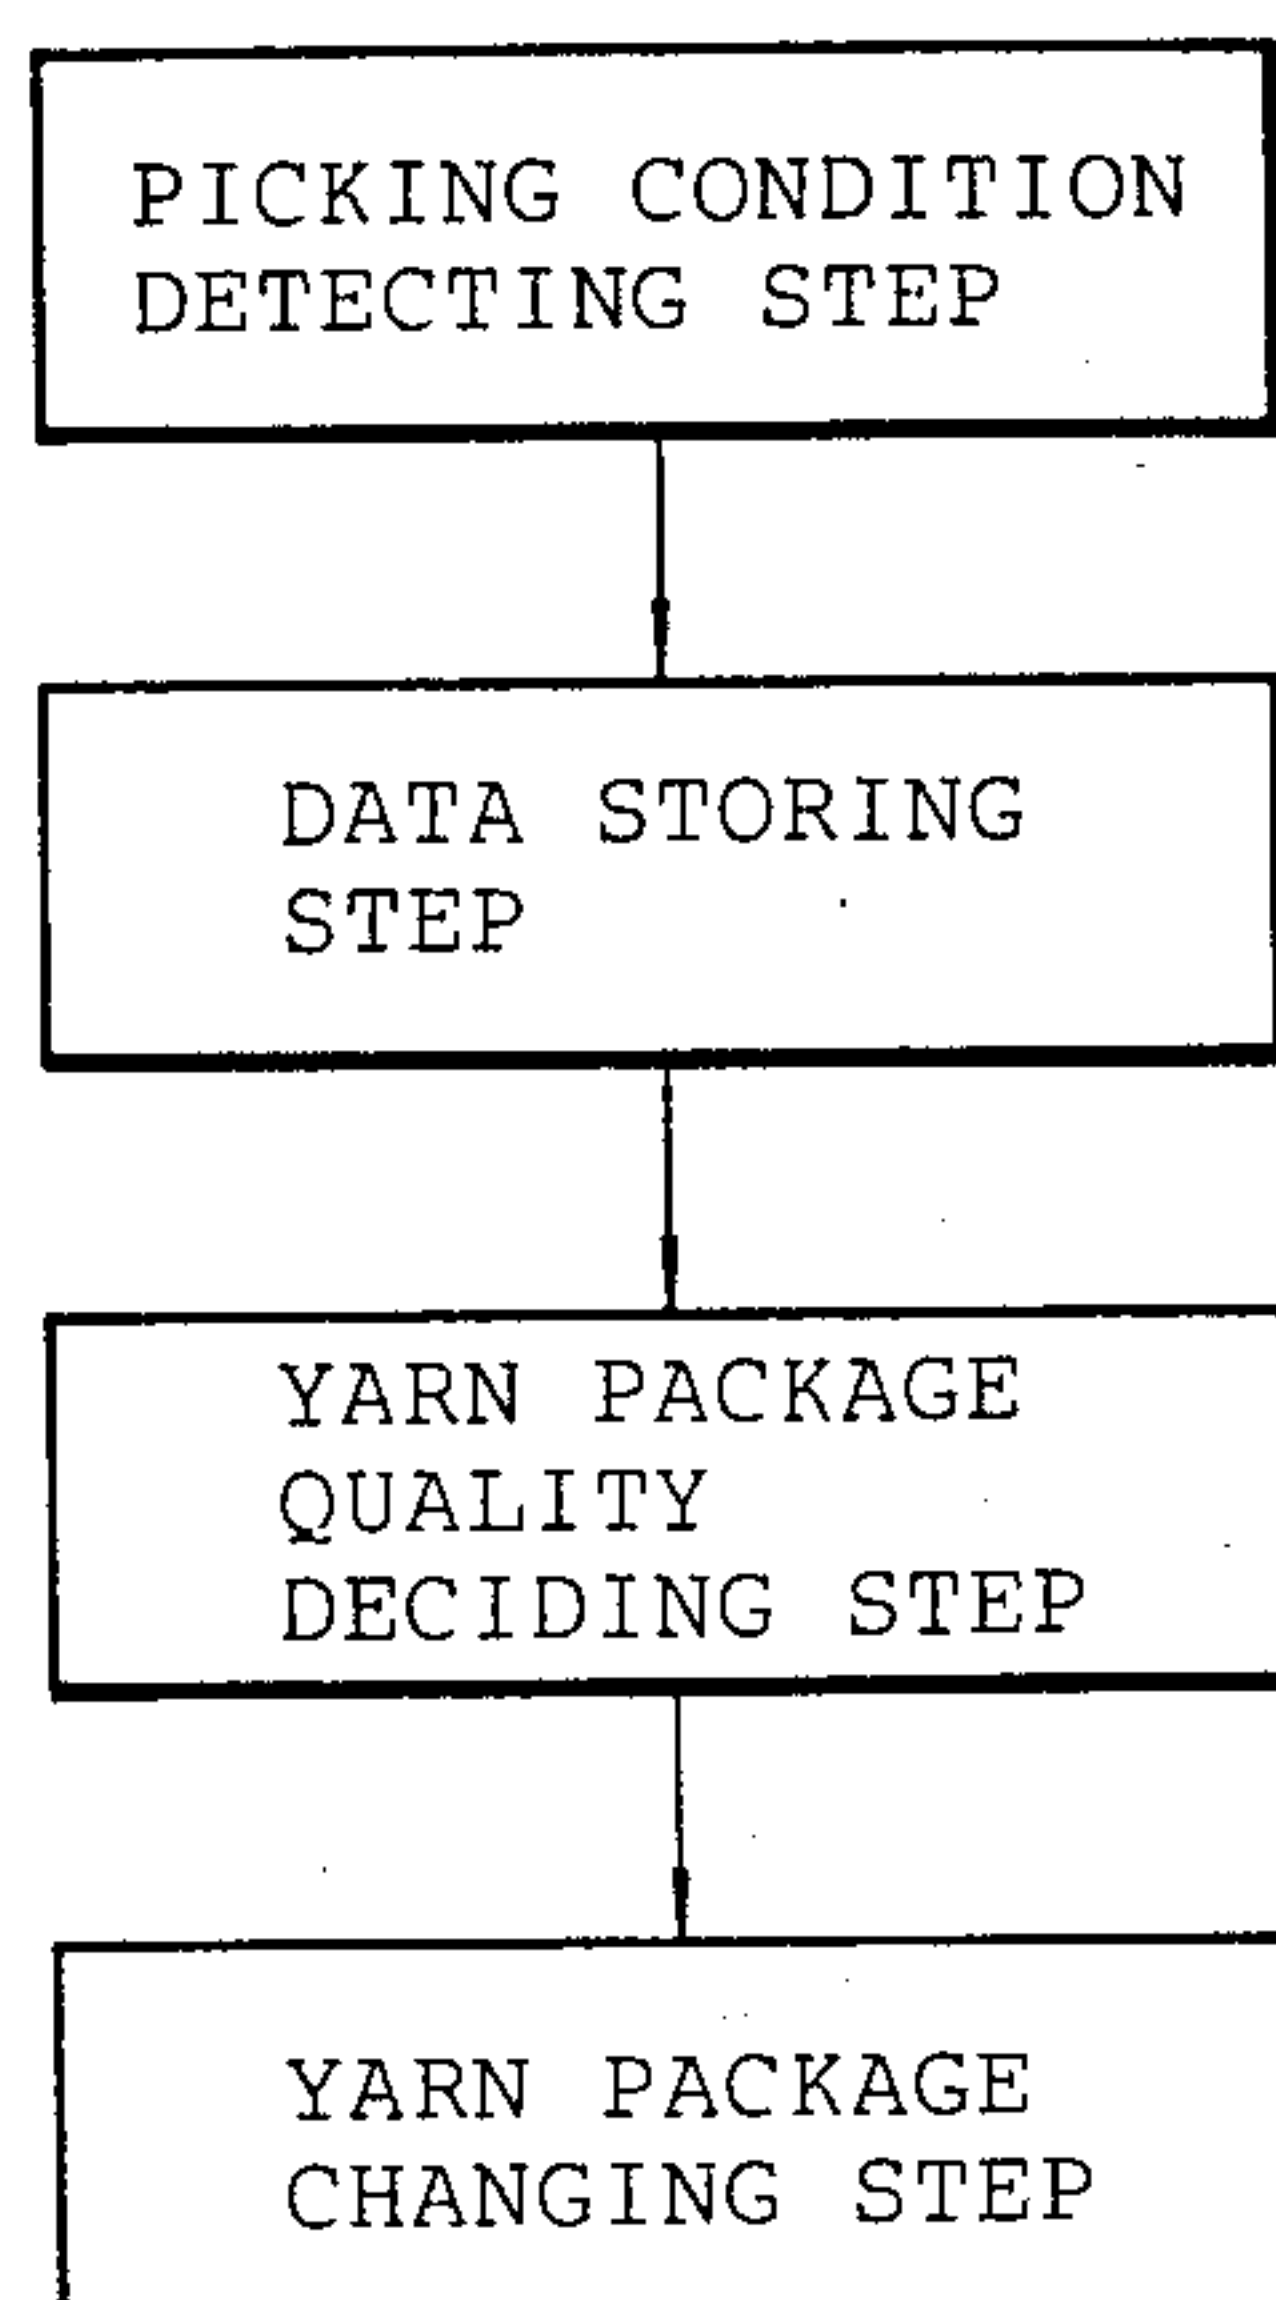 PICKING CONDITION
DETECTING STEP
DATA STORING
STEP
YARN PACKAGE
QUALITY
DECIDING STEP
YARN PACKAGE
CHANGING STEP